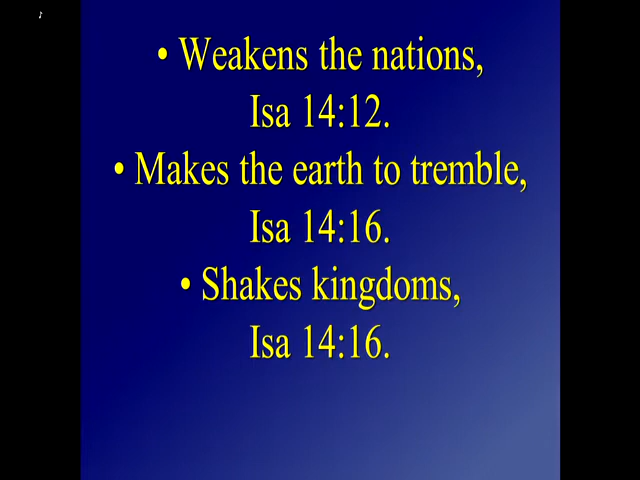 • Weakens the nations,
Isa 14:12.
• Makes the earth to tremble,
Isa 14:16.
• Shakes kingdoms,
Isa 14:16.